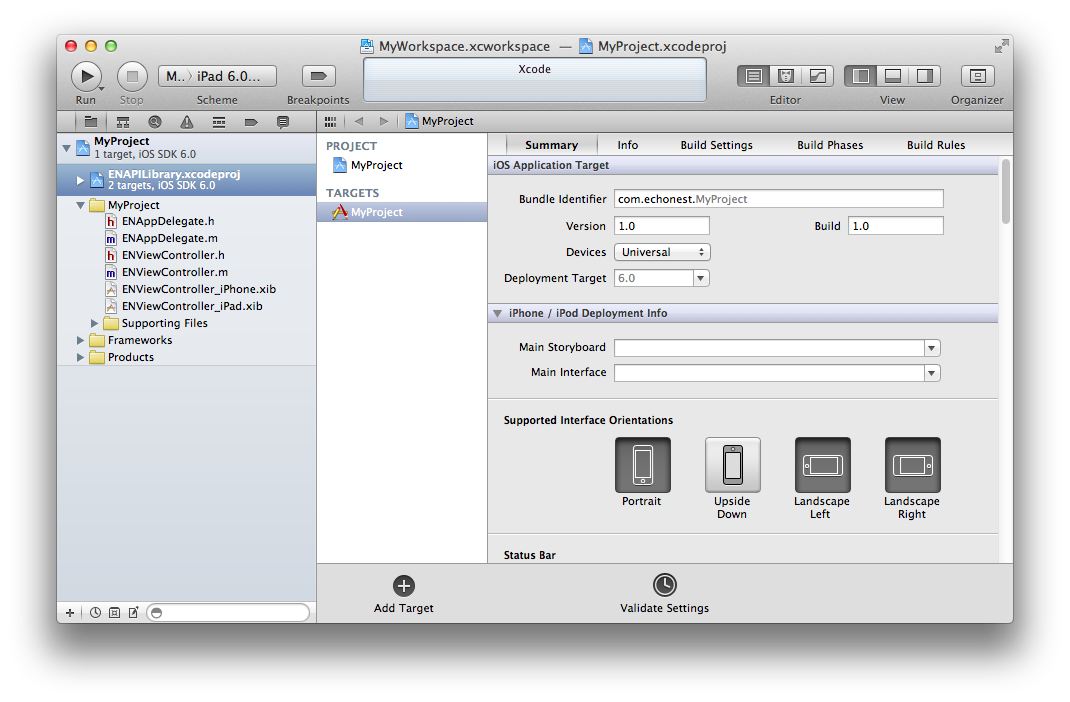 MyWorkspace.xcworkspace — MyProject.xcodeproj
M.. 〉 iPad 6.0...
Xcode
Run
Stop
Scheme
Breakpoints
Editor
View
Organizer
MyProject
MyProject
1 target, iOS SDK 6.0
ENAPILibrary.xcodeproj
2 targets, iOS SDK 6.0
MyProject
h ENAppDelegate.h
m ENAppDelegate.m
h ENViewController.h
m ENViewController.m
ENViewController_iPhone.xib
ENViewController_iPad.xib
Supporting Files
Frameworks
Products
PROJECT
MyProject
TARGETS
MyProject
Summary
Info
Build Settings
Build Phases
Build Rules
iOS Application Target
Bundle Identifier com.echonest.MyProject
Version 1.0 Build 1.0
Devices Universal
Deployment Target 6.0
iPhone / iPod Deployment Info
Main Storyboard
Main Interface
Supported Interface Orientations
Portrait
Upside
Down
Landscape
Left
Landscape
Right
Status Bar
Add Target
Validate Settings